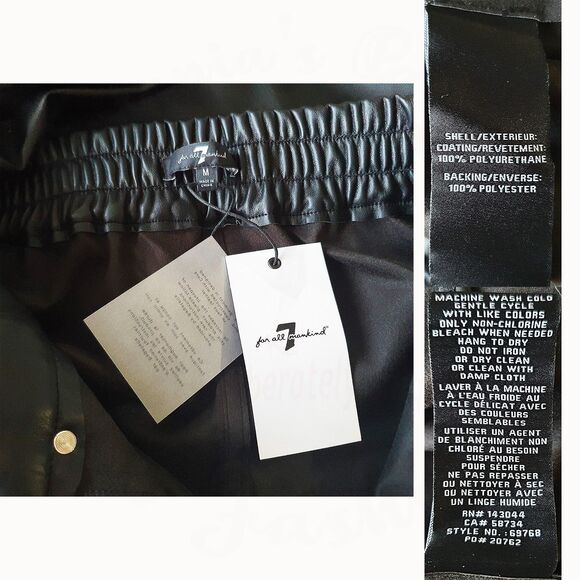 7
for all mankind
M
MADE IN
CHINA
7
for all mankind®
SHELL/EXTERIEUR:
COATING/REVETEMENT:
100% POLYURETHANE
BACKING/ENVERSE:
100% POLYESTER
MACHINE WASH COLD
GENTLE CYCLE
WITH LIKE COLORS
ONLY NON-CHLORINE
BLEACH WHEN NEEDED
HANG TO DRY
DO NOT IRON
OR DRY CLEAN
OR CLEAN WITH
DAMP CLOTH
LAVER À LA MACHINE
À L'EAU FROIDE AU
CYCLE DÉLICAT AVEC
DES COULEURS
SEMBLABLES
UTILISER UN AGENT
DE BLANCHIMENT NON
CHLORÉ AU BESOIN
SUSPENDRE
POUR SÉCHER
NE PAS REPASSER
OU NETTOYER À SEC
OU NETTOYER AVEC
UN LINGE HUMIDE
RN# 143044
CA# 58734
STYLE NO.: 6976B
PO# 20762